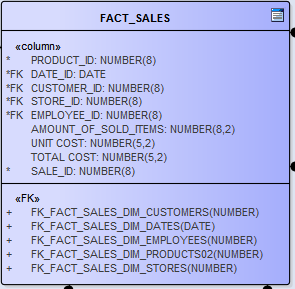 FACT_SALES
«column»
* PRODUCT_ID: NUMBER(8)
*FK DATE_ID: DATE
*FK CUSTOMER_ID: NUMBER(8)
*FK STORE_ID: NUMBER(8)
*FK EMPLOYEE_ID: NUMBER(8)
AMOUNT_OF_SOLD_ITEMS: NUMBER(8,2)
UNIT COST: NUMBER(5,2)
TOTAL COST: NUMBER(5,2)
* SALE_ID: NUMBER(8)
«FK»
+ FK_FACT_SALES_DIM_CUSTOMERS(NUMBER)
+ FK_FACT_SALES_DIM_DATES(DATE)
+ FK_FACT_SALES_DIM_EMPLOYEES(NUMBER)
+ FK_FACT_SALES_DIM_PRODUCTS02(NUMBER)
+ FK_FACT_SALES_DIM_STORES(NUMBER)